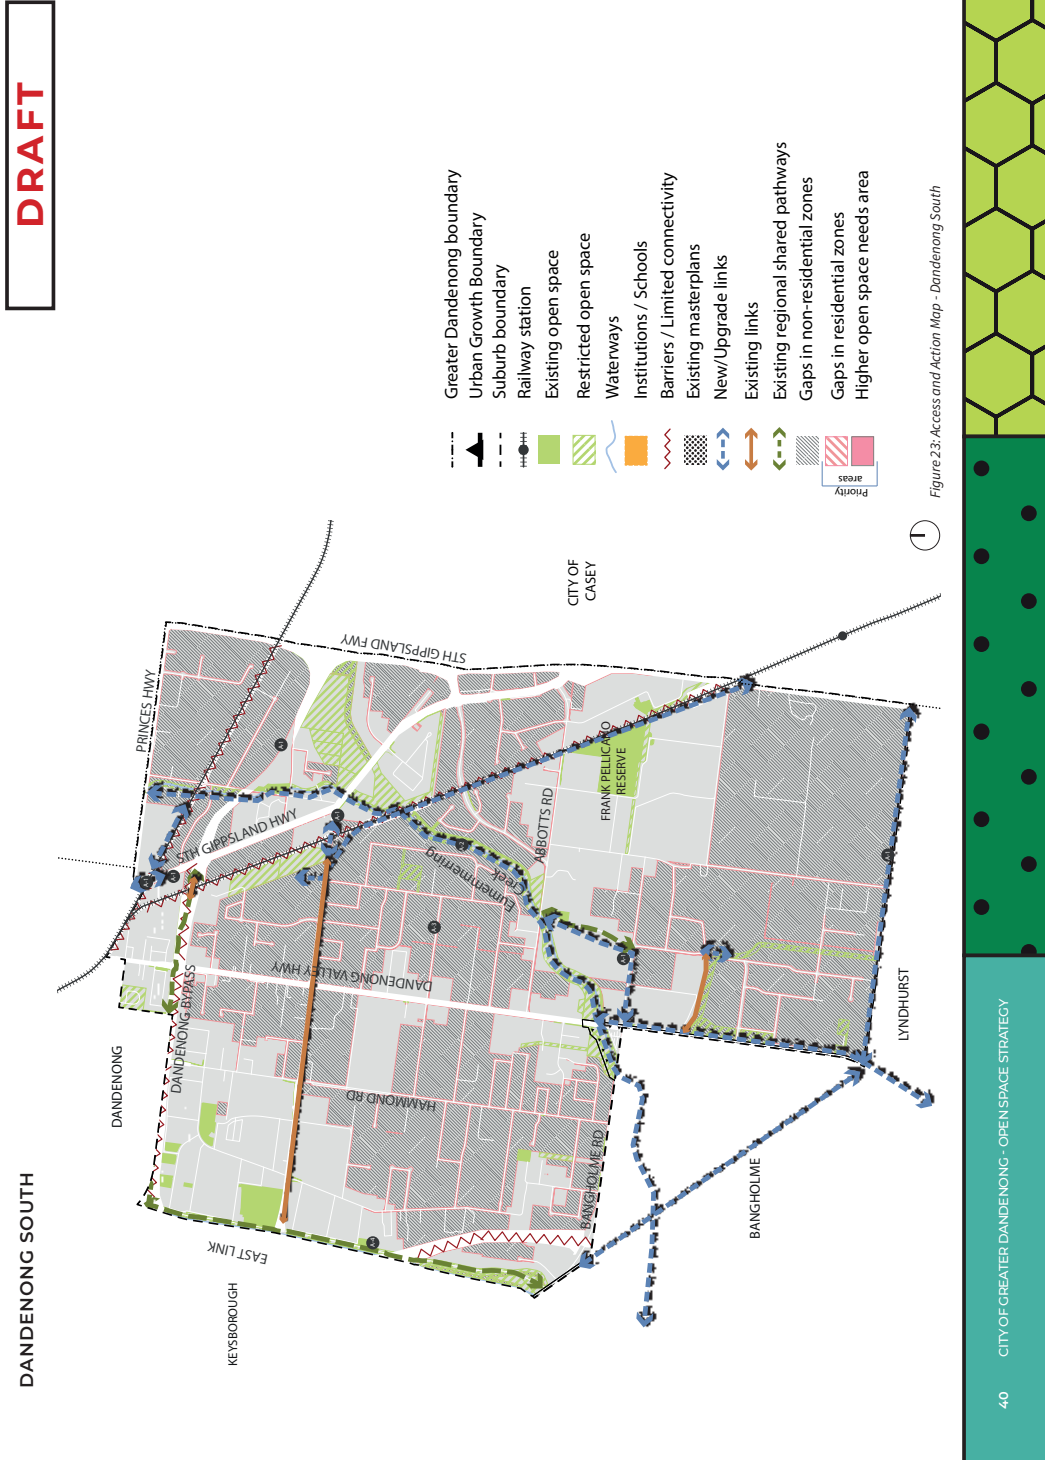 DRAFT
DANDENONG SOUTH
PRINCES HWY
STH GIPPSLAND FWY
STH GIPPSLAND HWY
CITY OF
CASEY
DANDENONG
DANDENONG BYPASS
DANDENONG VALLEY HWY
Eumemmerring
Creek
ABBOTTS RD
FRANK PELLICANO
RESERVE
HAMMOND RD
EAST LINK
KEYSBOROUGH
BANGHOLME RD
BANGHOLME
LYNDHURST
Greater Dandenong boundary
Urban Growth Boundary
Suburb boundary
Railway station
Existing open space
Restricted open space
Waterways
Institutions / Schools
Barriers / Limited connectivity
Existing masterplans
New/Upgrade links
Existing links
Existing regional shared pathways
Gaps in non-residential zones
Gaps in residential zones
Higher open space needs area
Priority
areas
Figure 23: Access and Action Map - Dandenong South
40 CITY OF GREATER DANDENONG - OPEN SPACE STRATEGY